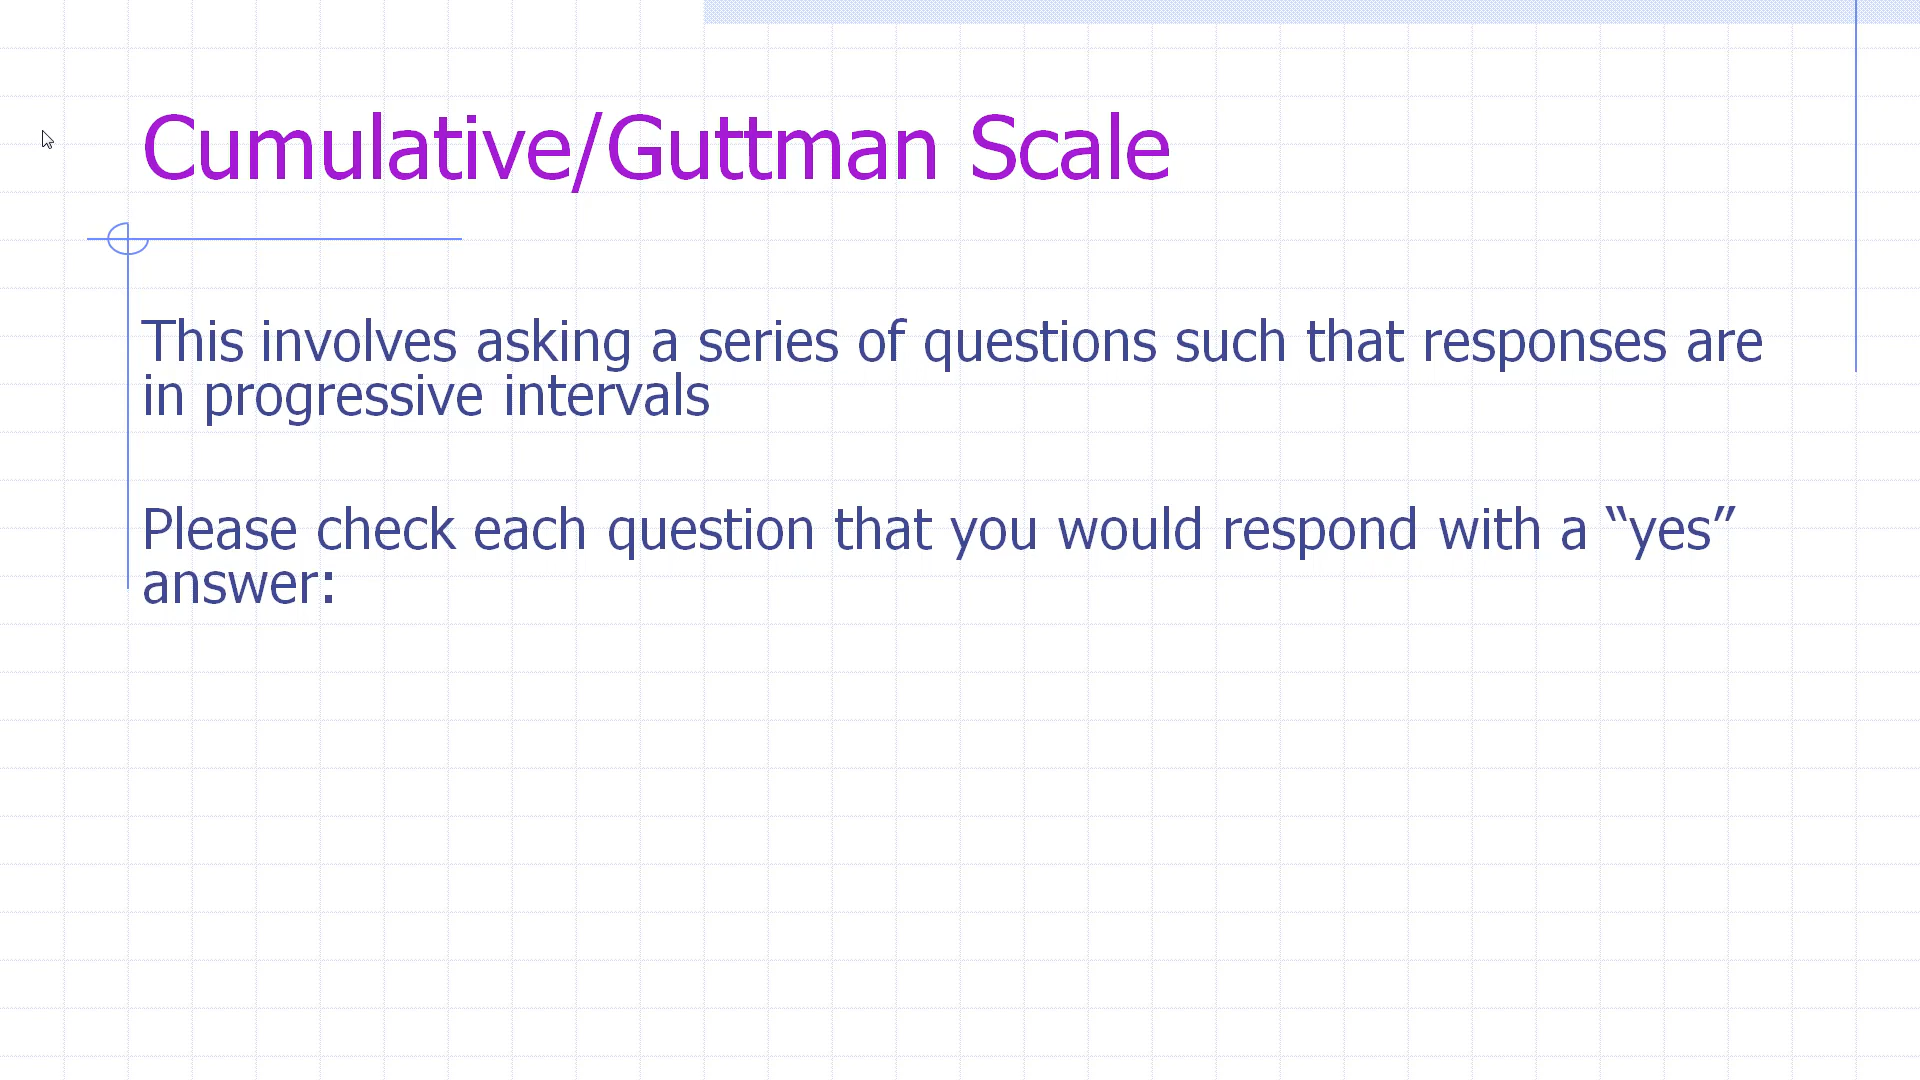 Cumulative/Guttman Scale
This involves asking a series of questions such that responses are
in progressive intervals
Please check each question that you would respond with a “yes”
answer: